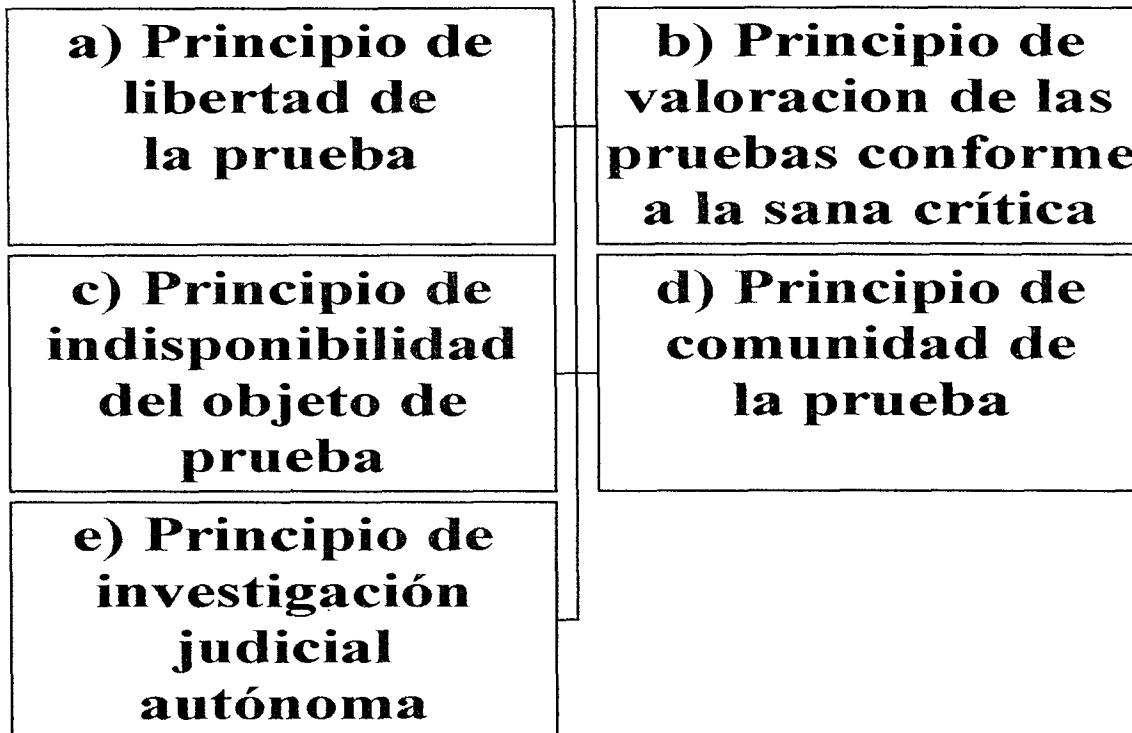 a) Principio de
libertad de
la prueba
b) Principio de
valoracion de las
pruebas conforme
a la sana crítica
c) Principio de
indisponibilidad
del objeto de
prueba
d) Principio de
comunidad de
la prueba
e) Principio de
investigación
judicial
autónoma